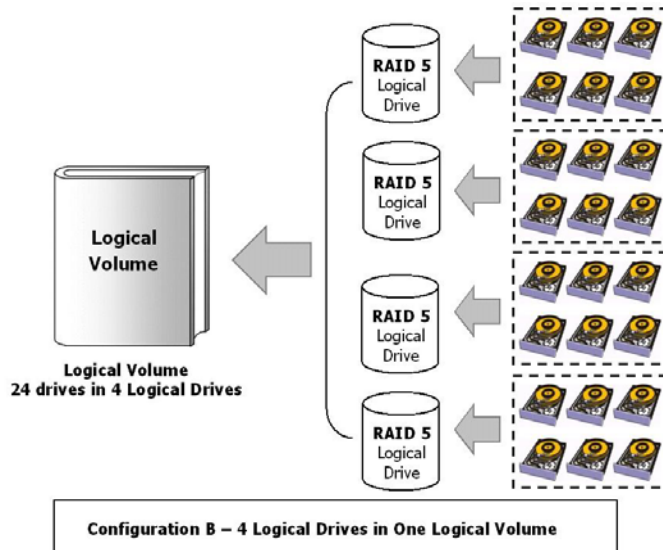 RAID 5
Logical
Drive
RAID 5
Logical
Drive
Logical
Volume
RAID 5
Logical
Drive
Logical Volume
24 drives in 4 Logical Drives
RAID 5
Logical
Drive
Configuration B – 4 Logical Drives in One Logical Volume